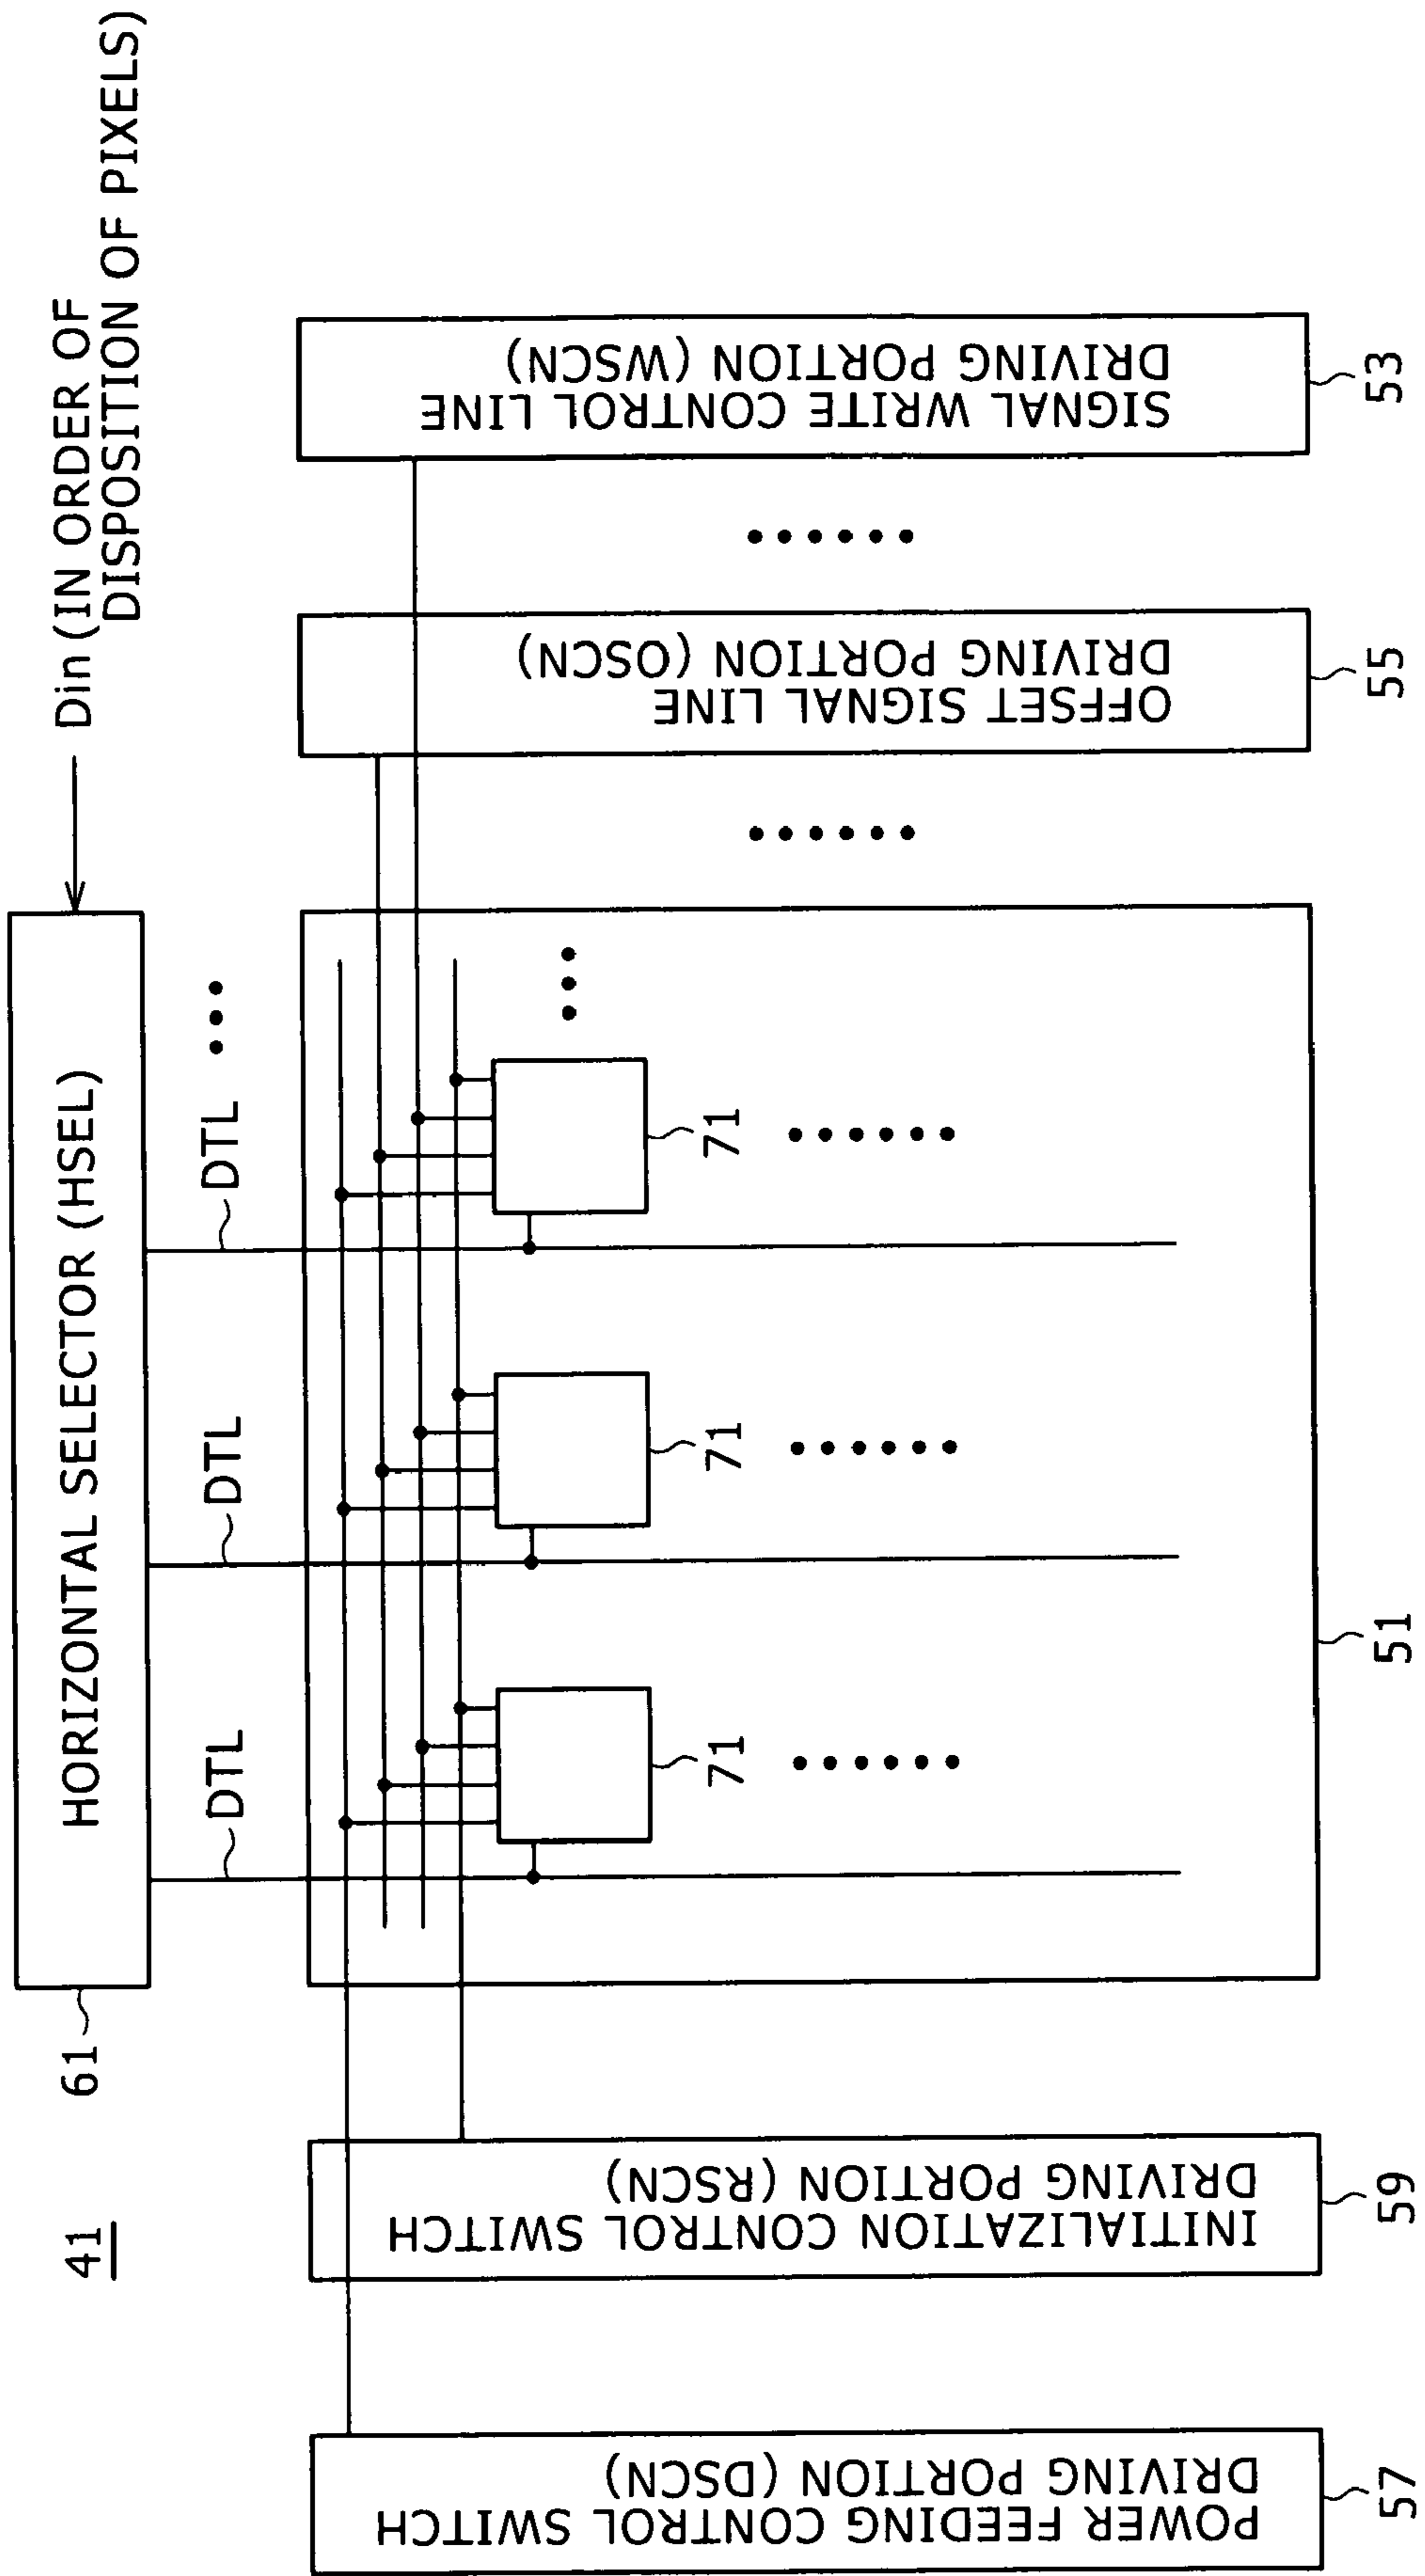 41
Din (IN ORDER OF
DISPOSITION OF PIXELS)
61
HORIZONTAL SELECTOR (HSEL)
DTL
DTL
DTL
POWER FEEDING CONTROL SWITCH
DRIVING PORTION (DSCN)
INITIALIZATION CONTROL SWITCH
DRIVING PORTION (RSCN)
OFFSET SIGNAL LINE
DRIVING PORTION (OSCN)
SIGNAL WRITE CONTROL LINE
DRIVING PORTION (WSCN)
71
71
71
57
59
51
55
53